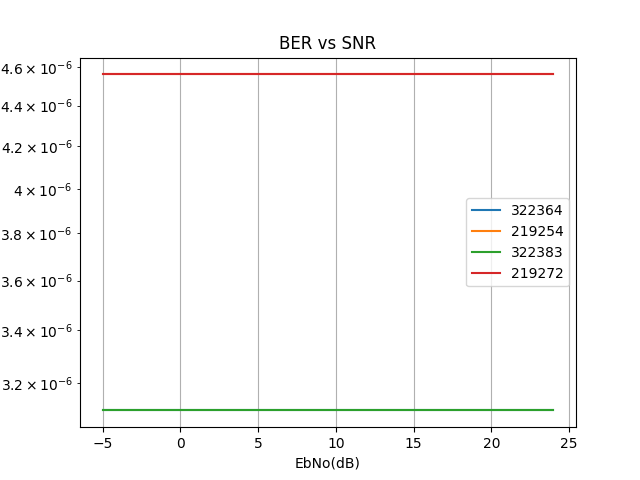 BER vs SNR
4.6 × 10⁻⁶
4.4 × 10⁻⁶
4.2 × 10⁻⁶
4 × 10⁻⁶
3.8 × 10⁻⁶
3.6 × 10⁻⁶
3.4 × 10⁻⁶
3.2 × 10⁻⁶
322364
219254
322383
219272
−5 0 5 10 15 20 25
EbNo(dB)